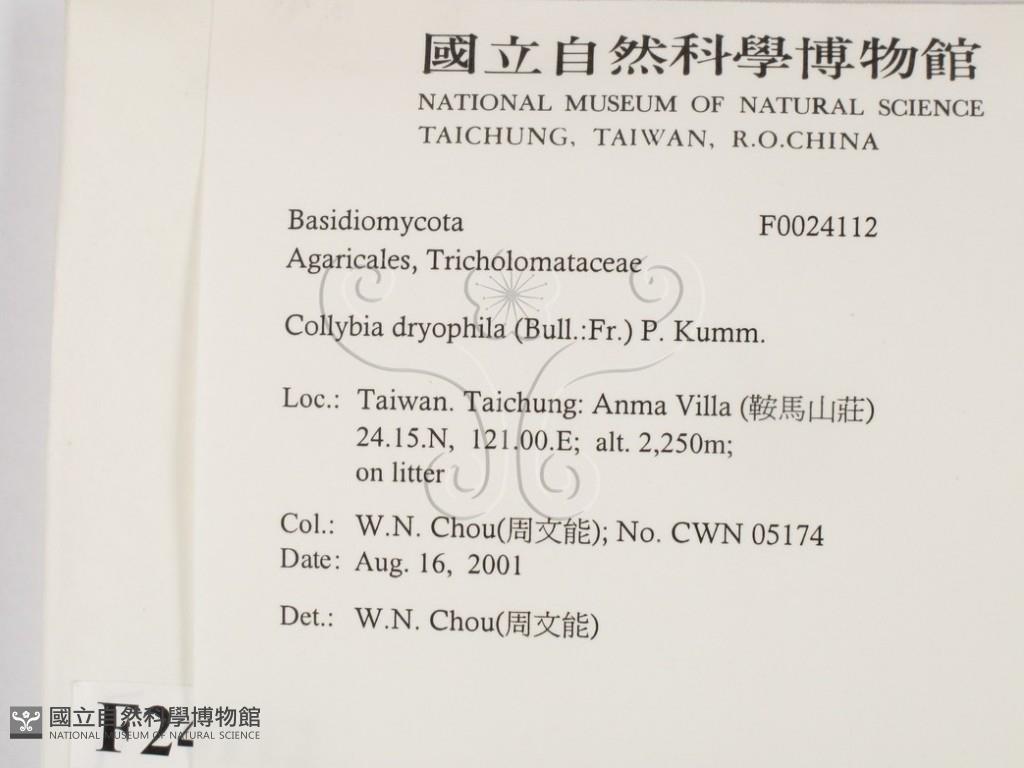 國立自然科學博物館
NATIONAL MUSEUM OF NATURAL SCIENCE
TAICHUNG, TAIWAN, R.O.CHINA
Basidiomycota F0024112
Agaricales, Tricholomataceae
Collybia dryophila (Bull.:Fr.) P. Kumm.
Loc.: Taiwan. Taichung: Anma Villa (鞍馬山莊)
24.15.N, 121.00.E; alt. 2,250m;
on litter
Col.: W.N. Chou(周文能); No. CWN 05174
Date: Aug. 16, 2001
Det.: W.N. Chou(周文能)
F2
國立自然科學博物館
NATIONAL MUSEUM OF NATURAL SCIENCE